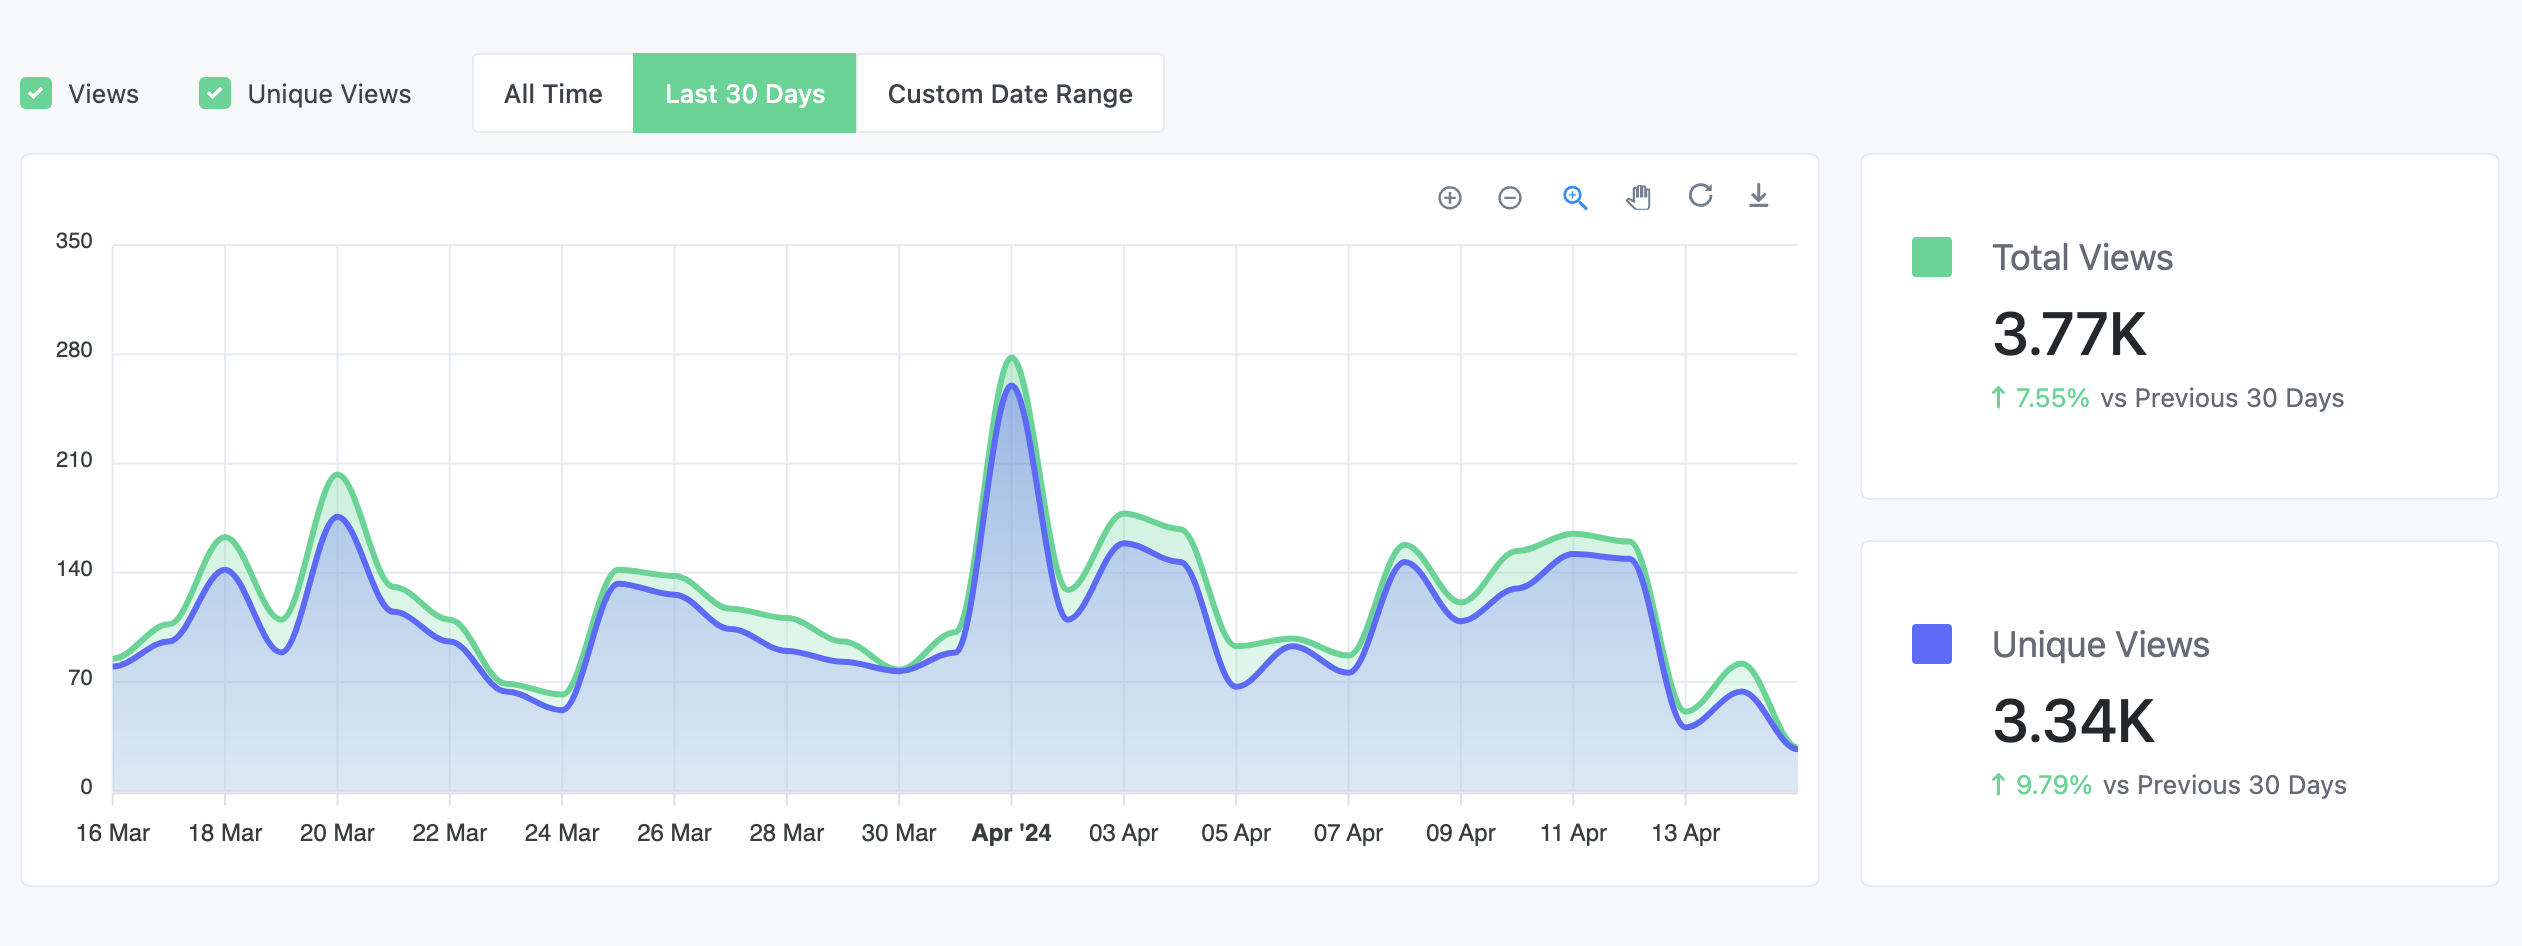 Views
Unique Views
All Time
Last 30 Days
Custom Date Range
350
280
210
140
70
0
16 Mar
18 Mar
20 Mar
22 Mar
24 Mar
26 Mar
28 Mar
30 Mar
Apr '24
03 Apr
05 Apr
07 Apr
09 Apr
11 Apr
13 Apr
Total Views
3.77K
↑ 7.55% vs Previous 30 Days
Unique Views
3.34K
↑ 9.79% vs Previous 30 Days